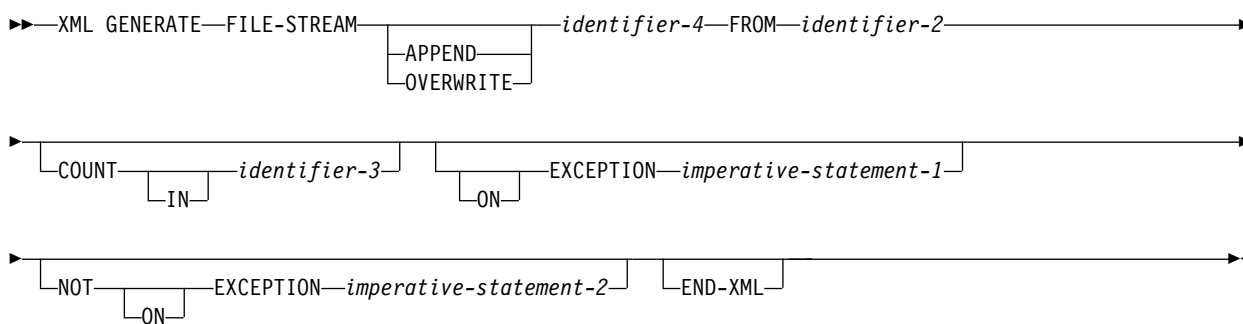 XML GENERATE FILE-STREAM identifier-4 FROM identifier-2
APPEND
OVERWRITE
COUNT identifier-3 EXCEPTION imperative-statement-1
IN ON
NOT EXCEPTION imperative-statement-2 END-XML
ON